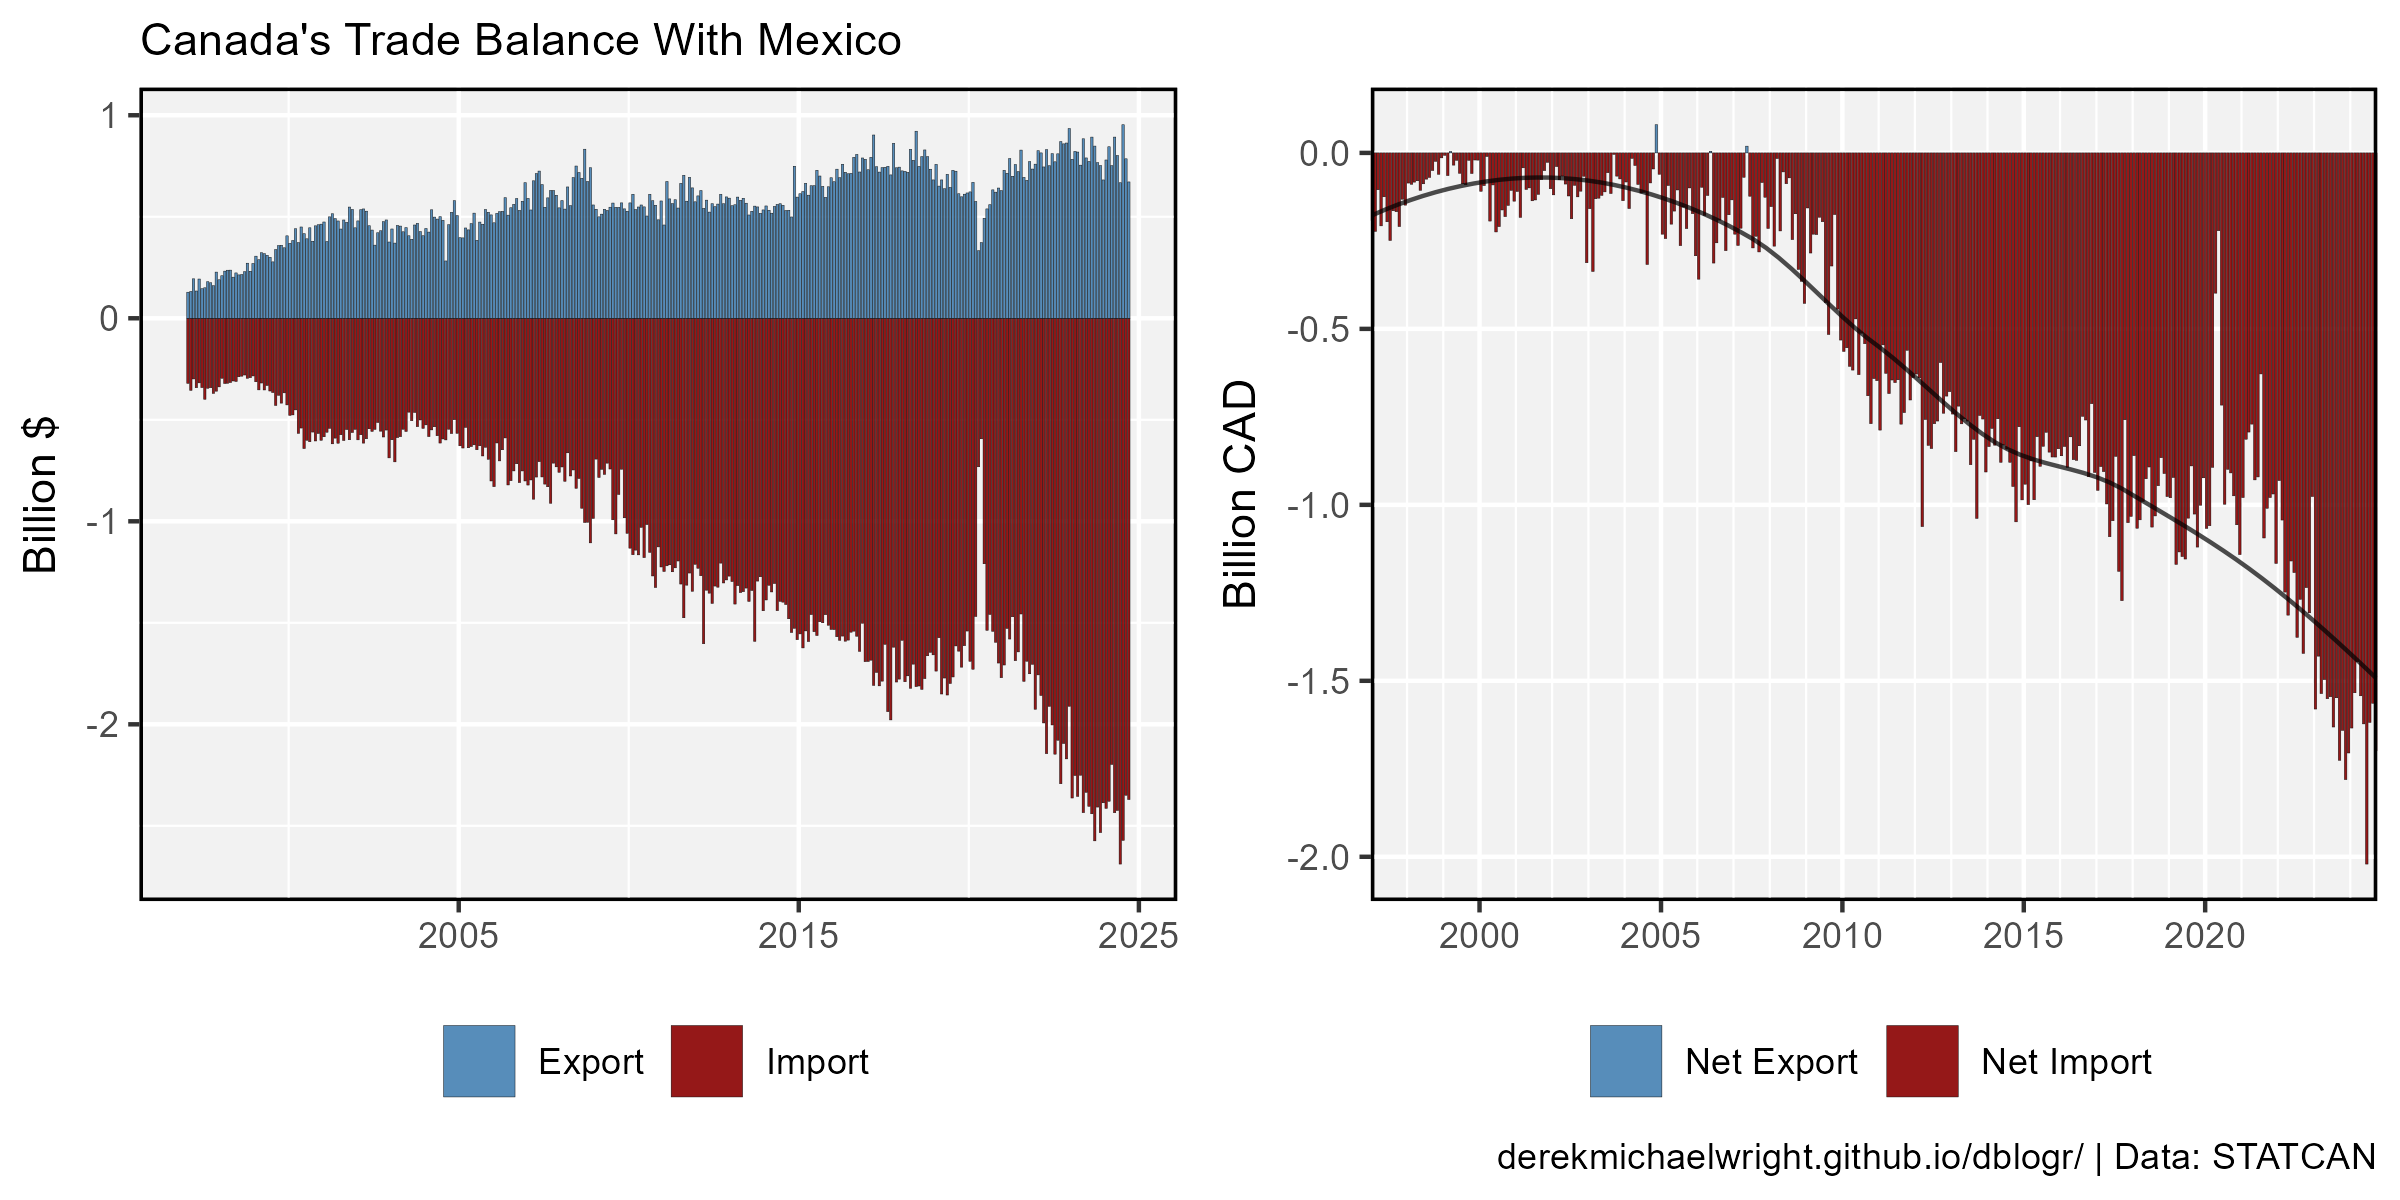 Canada's Trade Balance With Mexico
Billion $
1
0
-1
-2
2005
2015
2025
Export
Import
Billion CAD
0.0
-0.5
-1.0
-1.5
-2.0
2000
2005
2010
2015
2020
Net Export
Net Import
derekmichaelwright.github.io/dblogr/ | Data: STATCAN